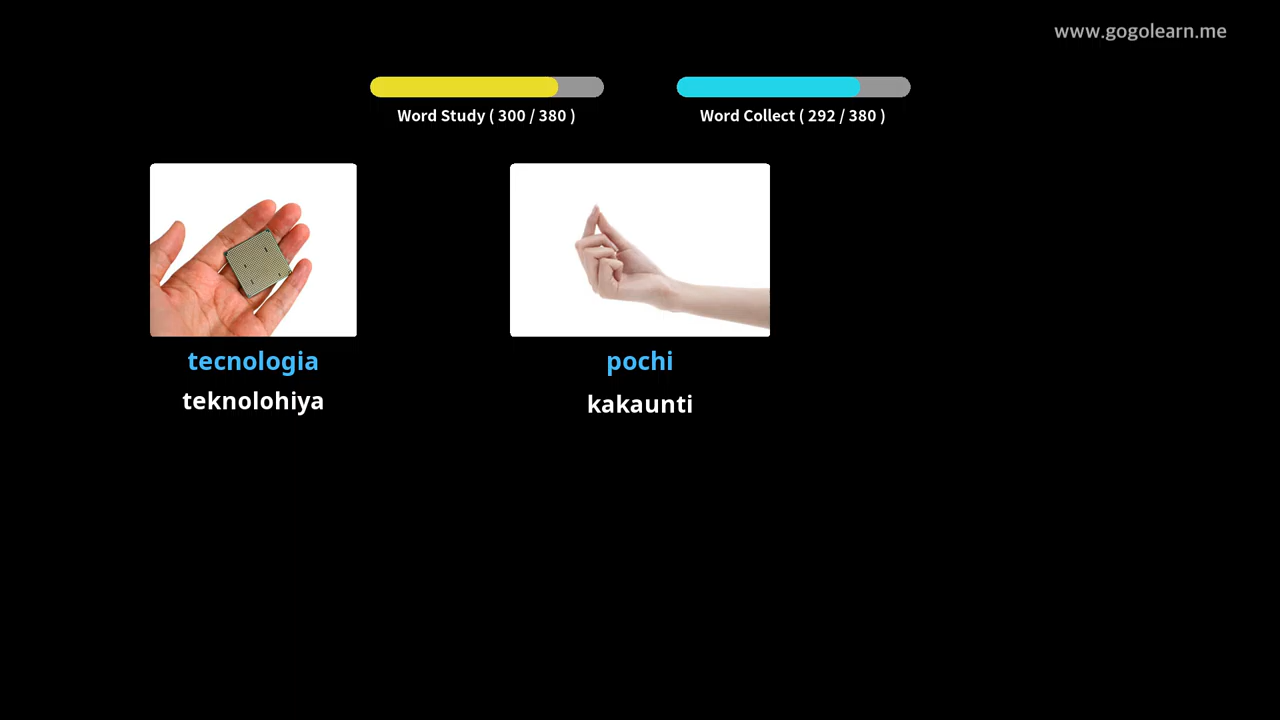 www.gogolearn.me
Word Study ( 300 / 380 )
Word Collect ( 292 / 380 )
tecnologia
teknolohiya
pochi
kakaunti